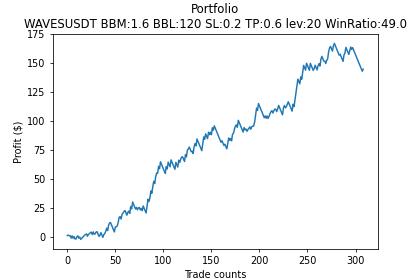 Portfolio
WAVESUSDT BBM:1.6 BBL:120 SL:0.2 TP:0.6 lev:20 WinRatio:49.0
175
150
125
100
75
50
25
0
Profit ($)
0 50 100 150 200 250 300
Trade counts